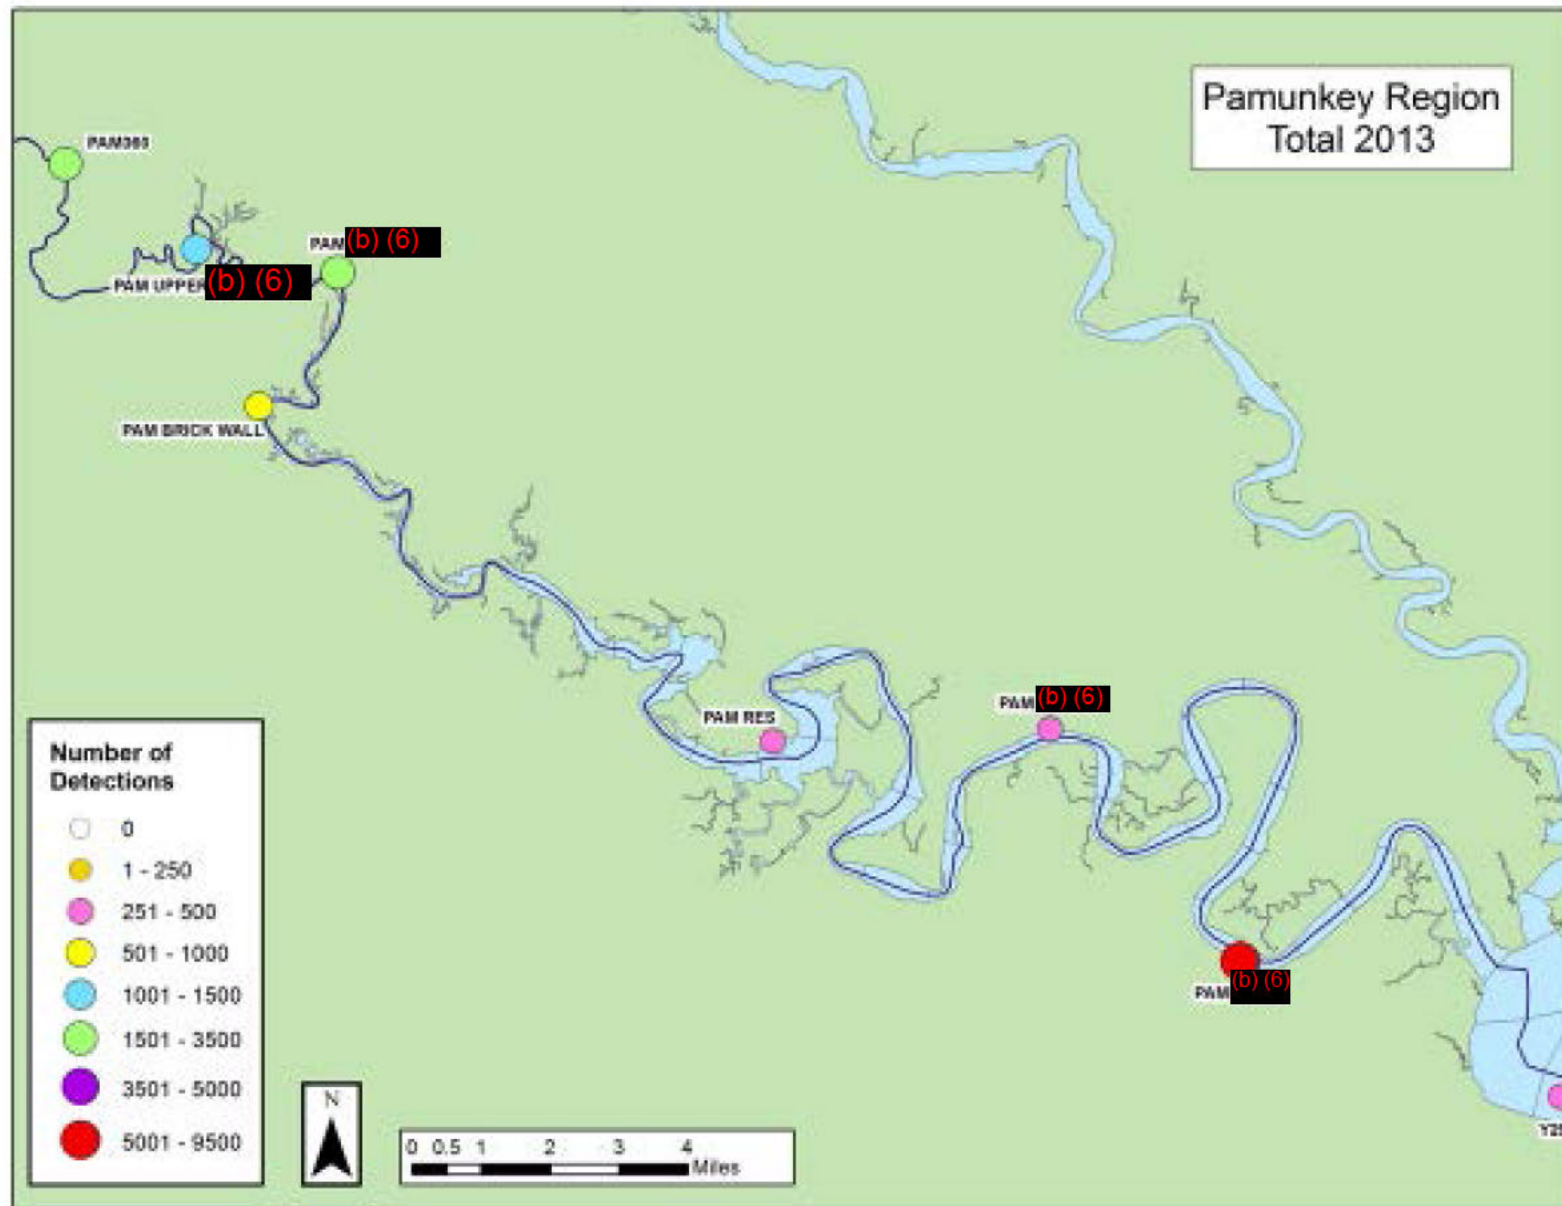 Pamunkey Region
Total 2013
PAM360
PAM (b) (6)
PAM UPPER (b) (6)
PAM BRICK WALL
PAM RES
PAM (b) (6)
PAM (b) (6)
Number of
Detections
0
1 - 250
251 - 500
501 - 1000
1001 - 1500
1501 - 3500
3501 - 5000
5001 - 9500
N
0 0.5 1 2 3 4
Miles